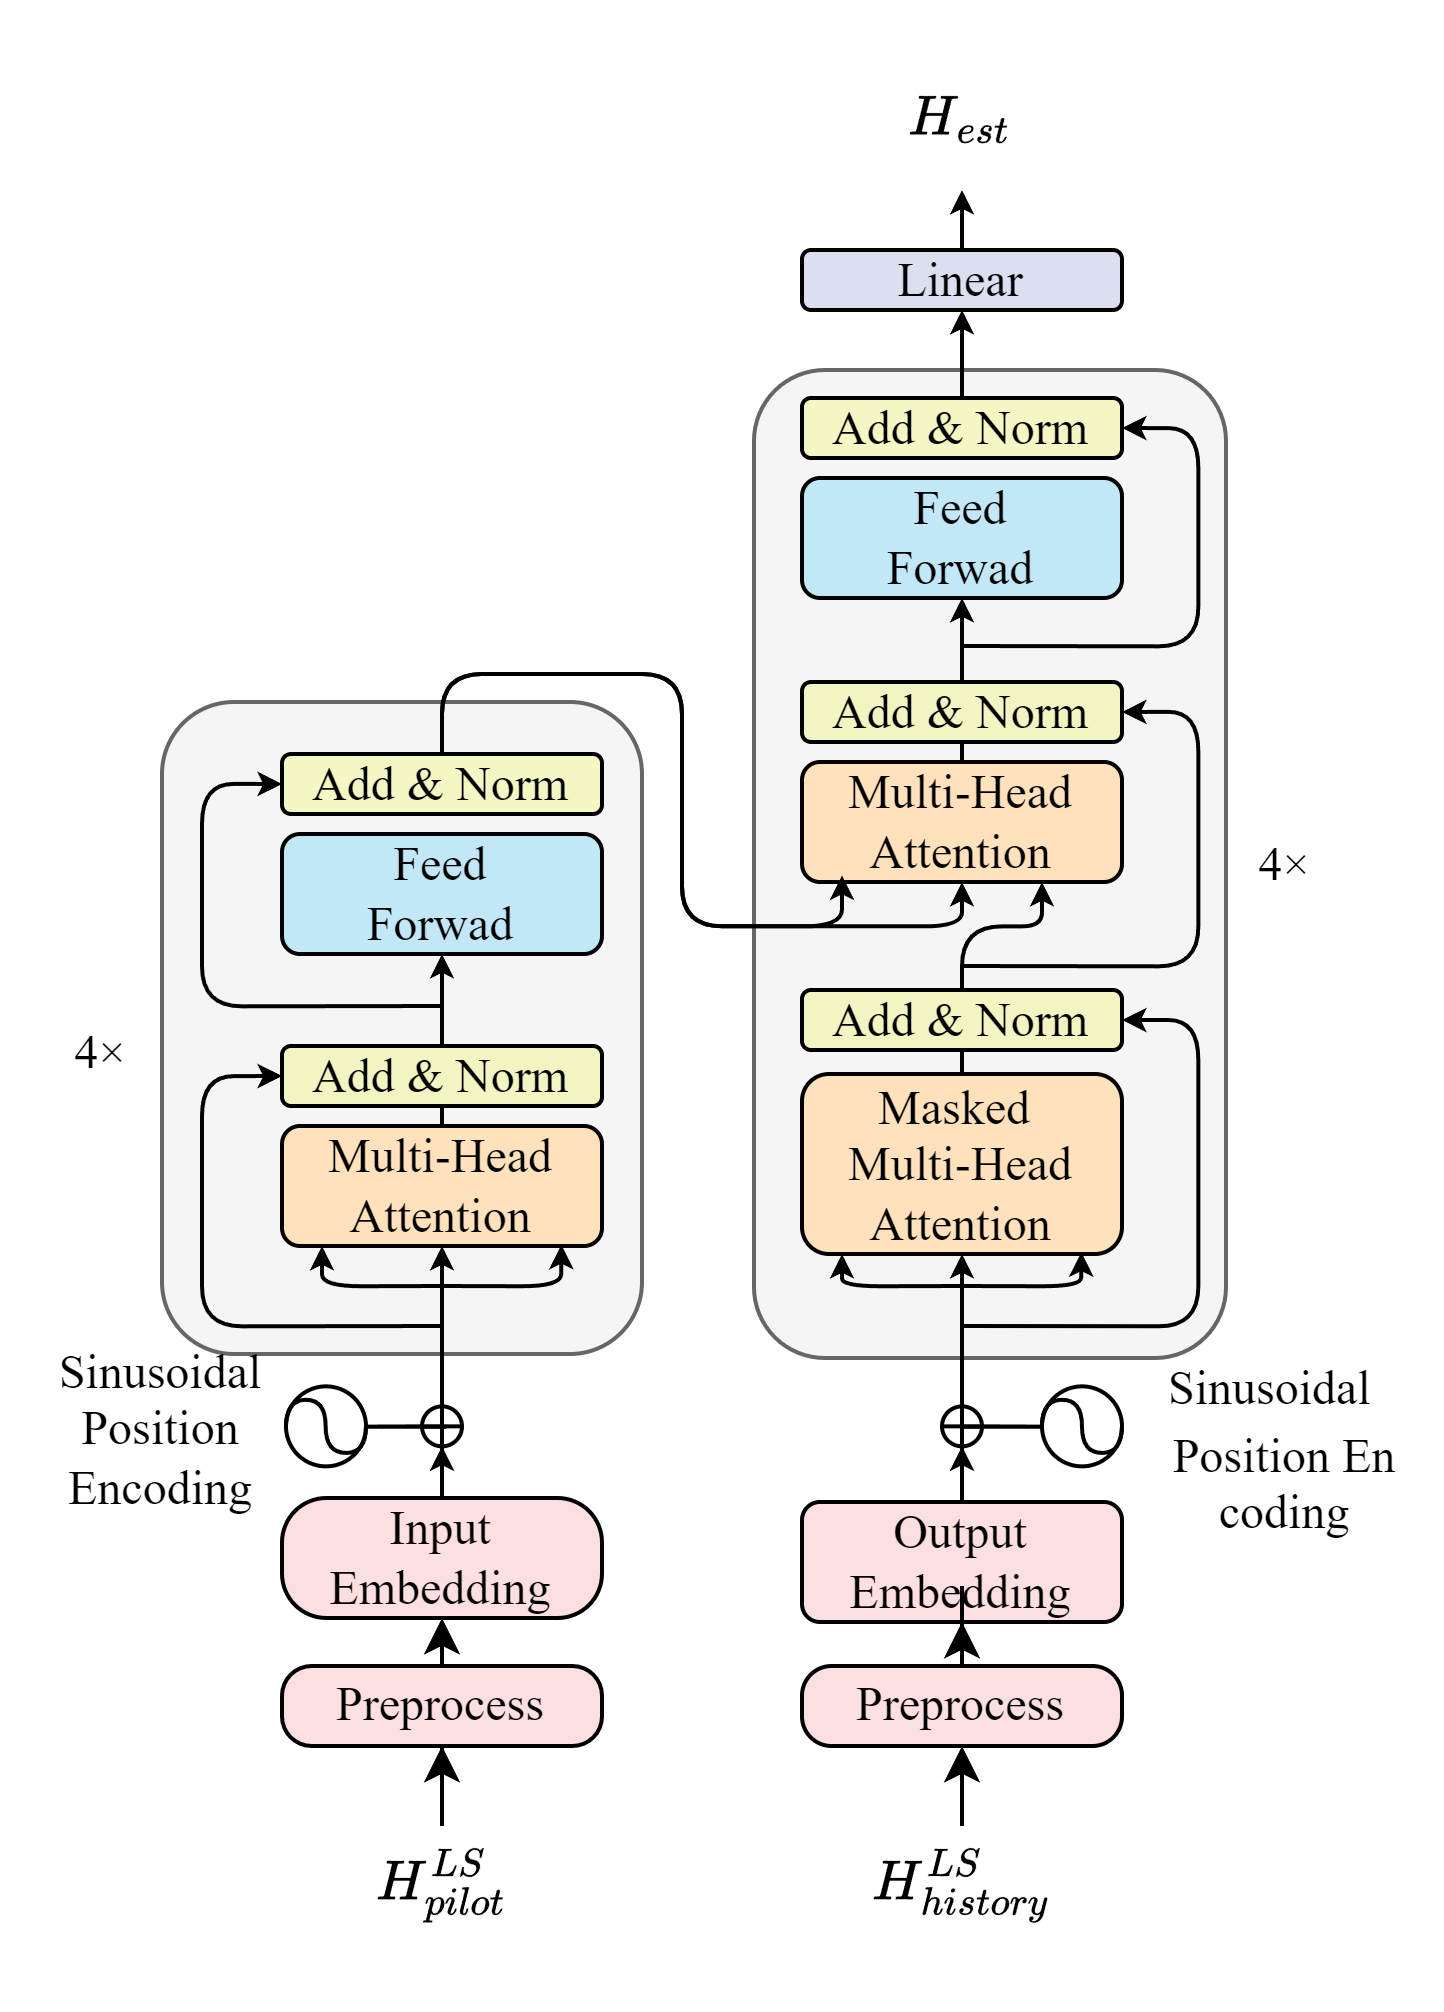 H_{est}
Linear
Add & Norm
Feed
Forwad
Add & Norm
Multi-Head
Attention
4×
Add & Norm
Masked
Multi-Head
Attention
Sinusoidal
Position En
coding
Output
Embedding
Preprocess
H^{LS}_{history}
Add & Norm
Feed
Forwad
4×
Add & Norm
Multi-Head
Attention
Sinusoidal
Position
Encoding
Input
Embedding
Preprocess
H^{LS}_{pilot}